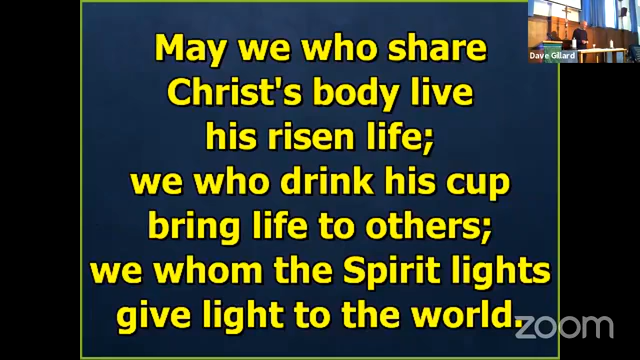 May we who share
Christ's body live
his risen life;
we who drink his cup
bring life to others;
we whom the Spirit lights
give light to the world.
Dave Gillard
zoom